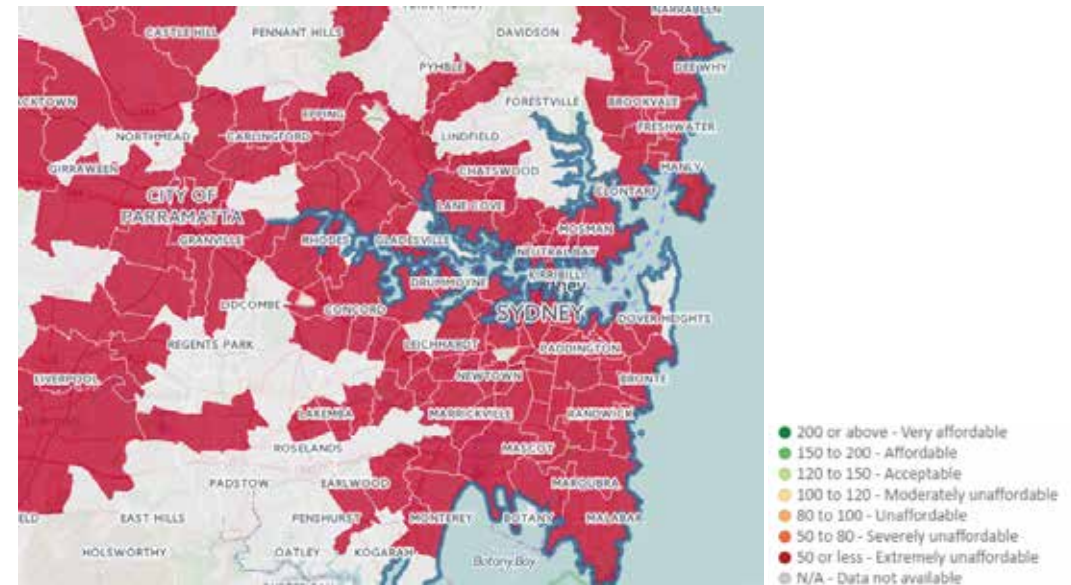 NARRABEEN
CASTLE HILL
PENNANT HILLS
DAVIDSON
PYMBLE
DEE WHY
CKTOWN
FORESTVILLE
BROOKVALE
EPPING
FRESHWATER
NORTHMEAD
CARLINGFORD
LINDFIELD
GIRRAWEEN
CHATSWOOD
MANLY
CITY OF
PARRAMATTA
CLONTARF
LANE COVE
MOSMAN
GRANVILLE
RHODES
GLADESVILLE
NEUTRAL BAY
KIRRIBILLI
DRUMMOYNE
LIDCOMBE
CONCORD
SYDNEY
DOVER HEIGHTS
REGENTS PARK
LEICHHARDT
PADDINGTON
LIVERPOOL
NEWTOWN
BRONTE
LAKEMBA
MARRICKVILLE
RANDWICK
ROSELANDS
MASCOT
PADSTOW
EARLWOOD
MAROUBRA
ELD
EAST HILLS
PENSHURST
MONTEREY
BOTANY
MALABAR
HOLSWORTHY
OATLEY
KOGARAH
Botany Bay
200 or above - Very affordable
150 to 200 - Affordable
120 to 150 - Acceptable
100 to 120 - Moderately unaffordable
80 to 100 - Unaffordable
50 to 80 - Severely unaffordable
50 or less - Extremely unaffordable
N/A - Data not available